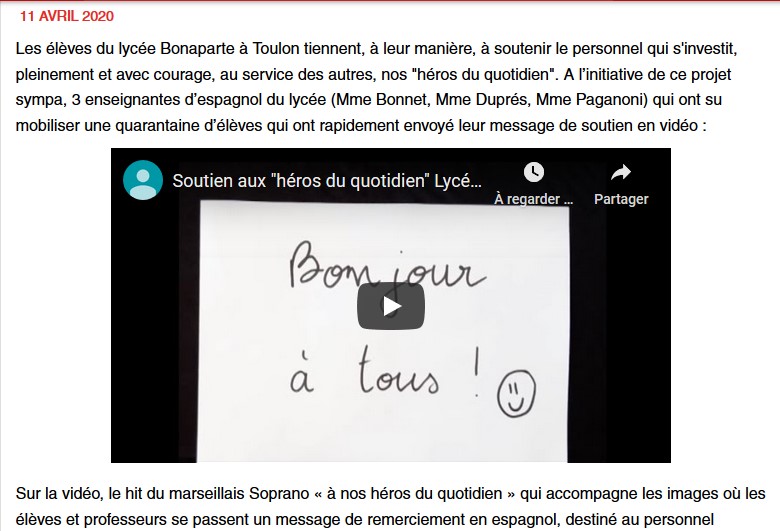 11 AVRIL 2020
Les élèves du lycée Bonaparte à Toulon tiennent, à leur manière, à soutenir le personnel qui s'investit,
pleinement et avec courage, au service des autres, nos "héros du quotidien". A l’initiative de ce projet
sympa, 3 enseignantes d’espagnol du lycée (Mme Bonnet, Mme Duprés, Mme Paganoni) qui ont su
mobiliser une quarantaine d’élèves qui ont rapidement envoyé leur message de soutien en vidéo :
Soutien aux "héros du quotidien" Lycé...
À regarder ...
Partager
Bonjour
à tous !
Sur la vidéo, le hit du marseillais Soprano « à nos héros du quotidien » qui accompagne les images où les
élèves et professeurs se passent un message de remerciement en espagnol, destiné au personnel